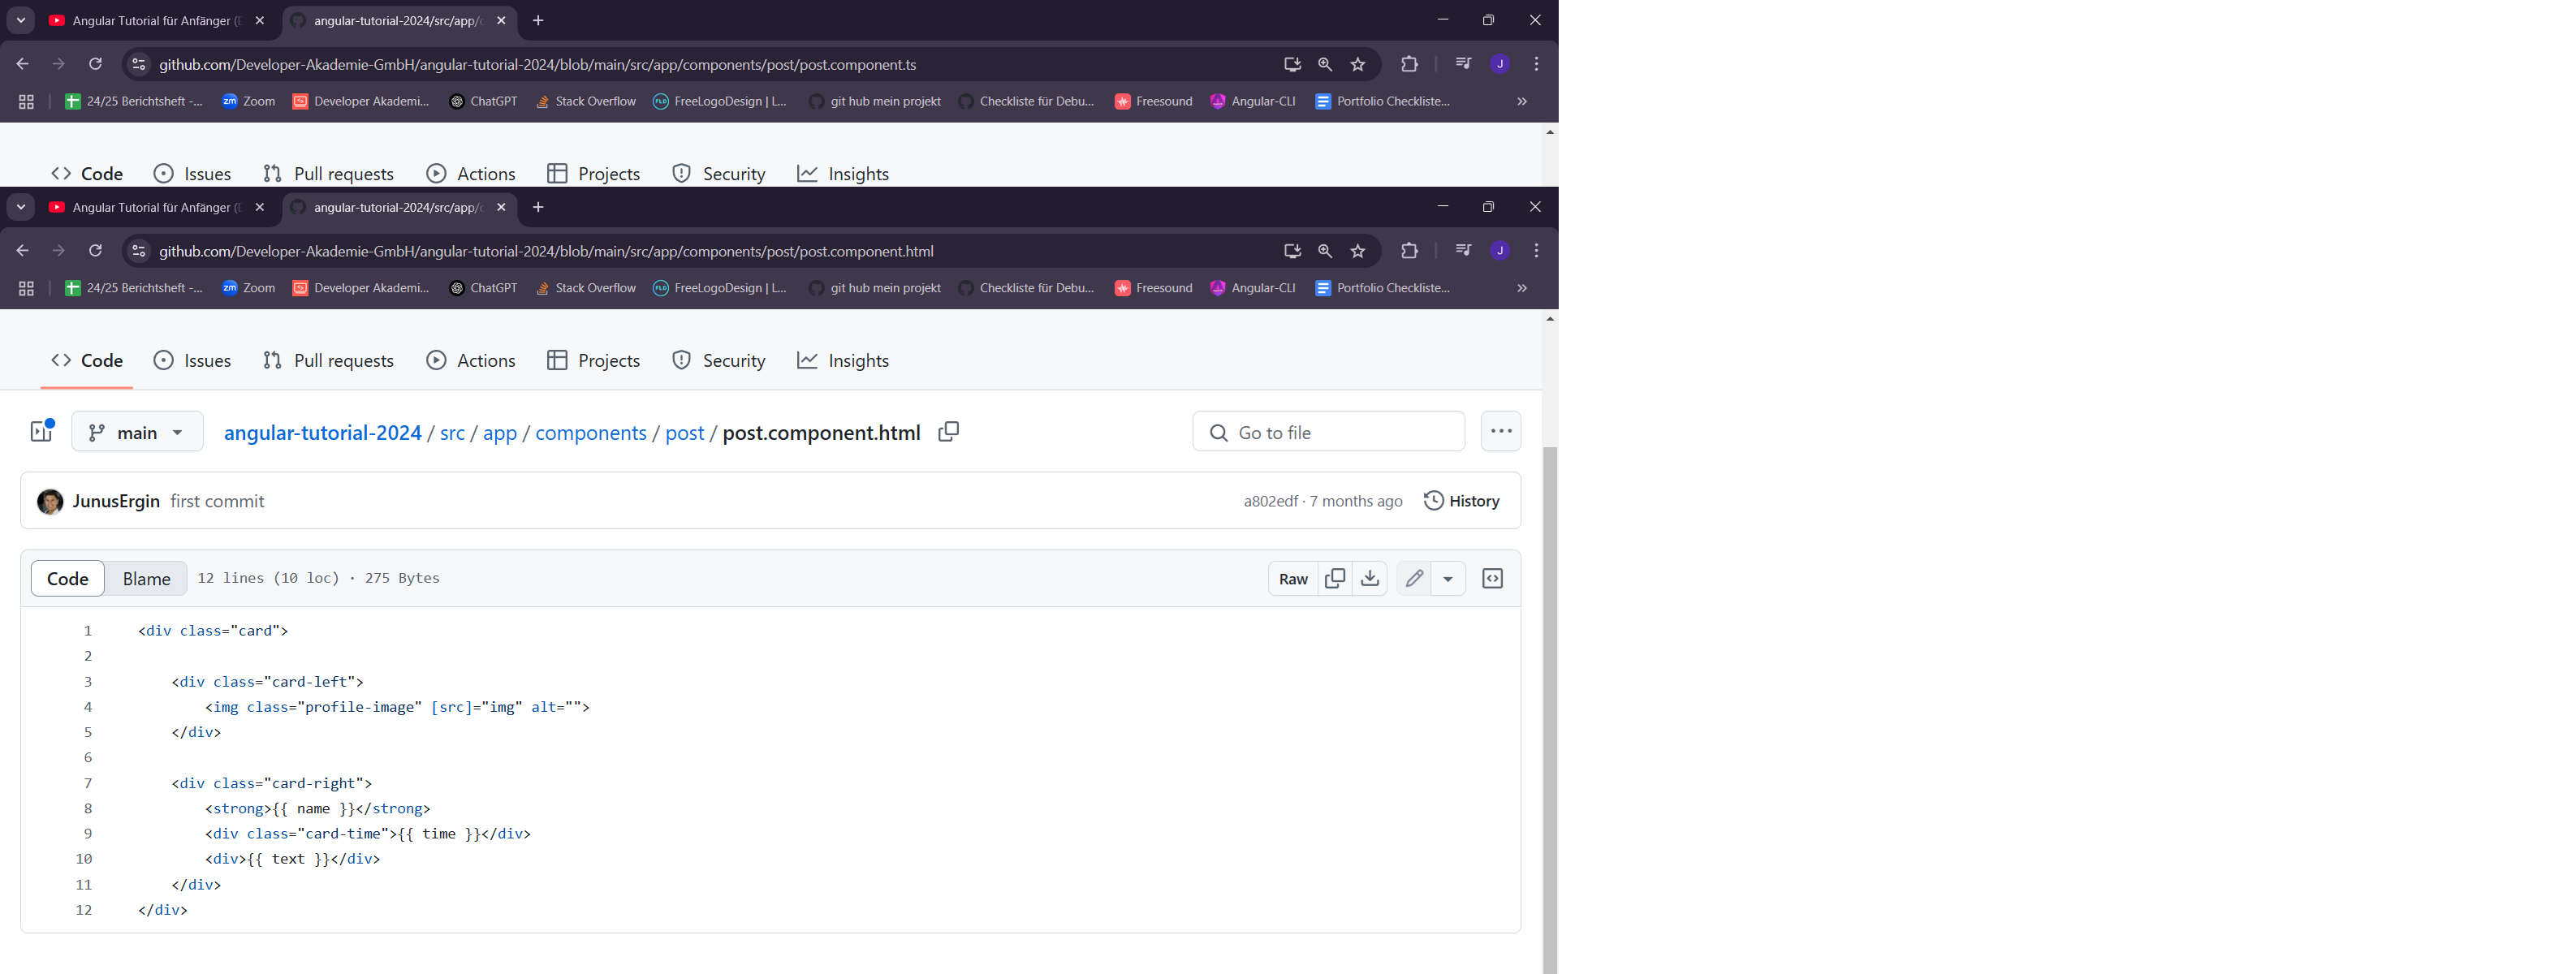 Angular Tutorial für Anfänger (
angular-tutorial-2024/src/app/
github.com/Developer-Akademie-GmbH/angular-tutorial-2024/blob/main/src/app/components/post/post.component.ts
J
24/25 Berichtsheft -... Zoom Developer Akademi... ChatGPT Stack Overflow FreeLogoDesign | L... git hub mein projekt Checkliste für Debu... Freesound Angular-CLI Portfolio Checkliste... »
Code Issues Pull requests Actions Projects Security Insights
Angular Tutorial für Anfänger (
angular-tutorial-2024/src/app/
github.com/Developer-Akademie-GmbH/angular-tutorial-2024/blob/main/src/app/components/post/post.component.html
J
24/25 Berichtsheft -... Zoom Developer Akademi... ChatGPT Stack Overflow FreeLogoDesign | L... git hub mein projekt Checkliste für Debu... Freesound Angular-CLI Portfolio Checkliste... »
Code Issues Pull requests Actions Projects Security Insights
main angular-tutorial-2024 / src / app / components / post / post.component.html Go to file
JunusErgin first commit a802edf · 7 months ago History
Code Blame 12 lines (10 loc) · 275 Bytes Raw
1 <div class="card">
2
3 <div class="card-left">
4 <img class="profile-image" [src]="img" alt="">
5 </div>
6
7 <div class="card-right">
8 <strong>{{ name }}</strong>
9 <div class="card-time">{{ time }}</div>
10 <div>{{ text }}</div>
11 </div>
12 </div>